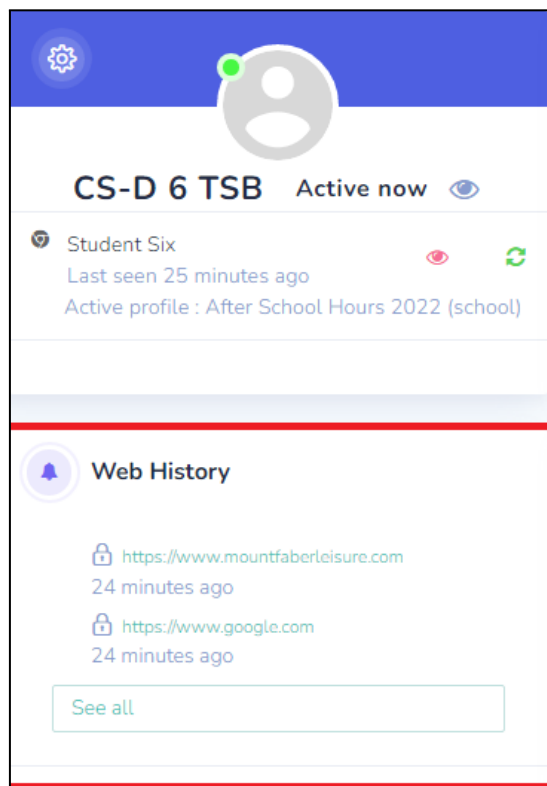 CS-D 6 TSB Active now
Student Six
Last seen 25 minutes ago
Active profile : After School Hours 2022 (school)
Web History
https://www.mountfaberleisure.com
24 minutes ago
https://www.google.com
24 minutes ago
See all